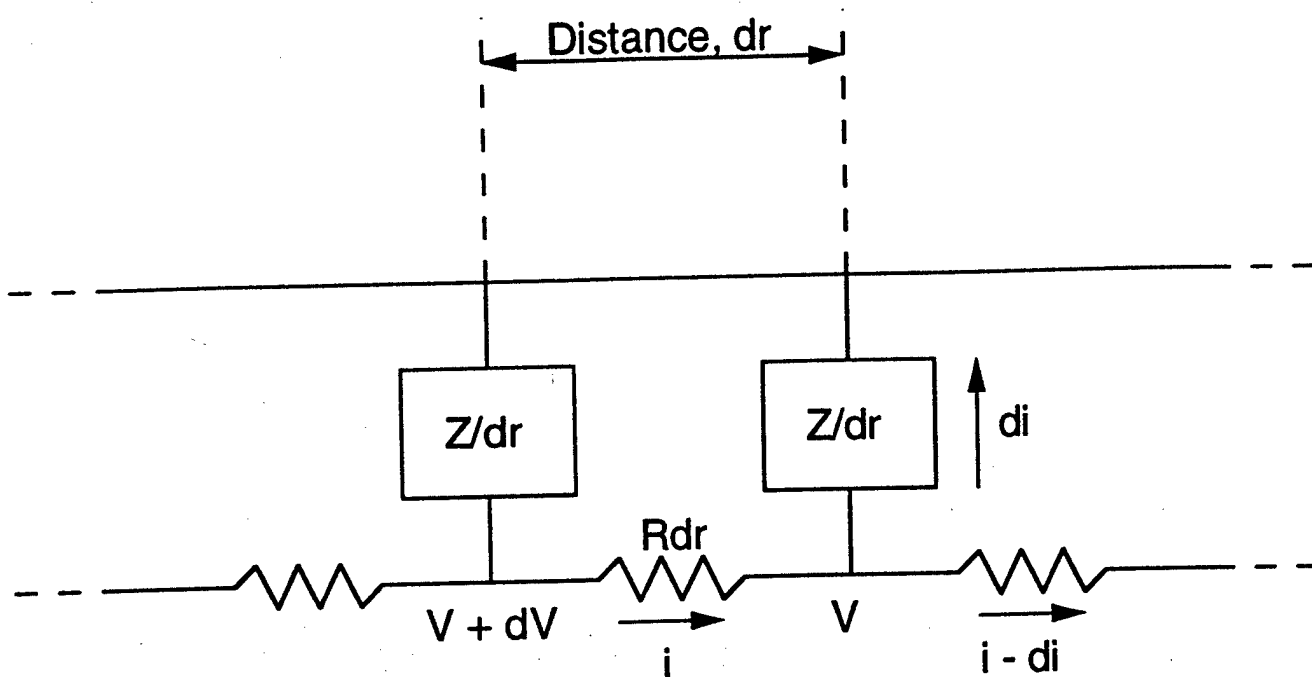 Distance, dr
Z/dr
Z/dr
di
Rdr
V + dV
i
V
i - di